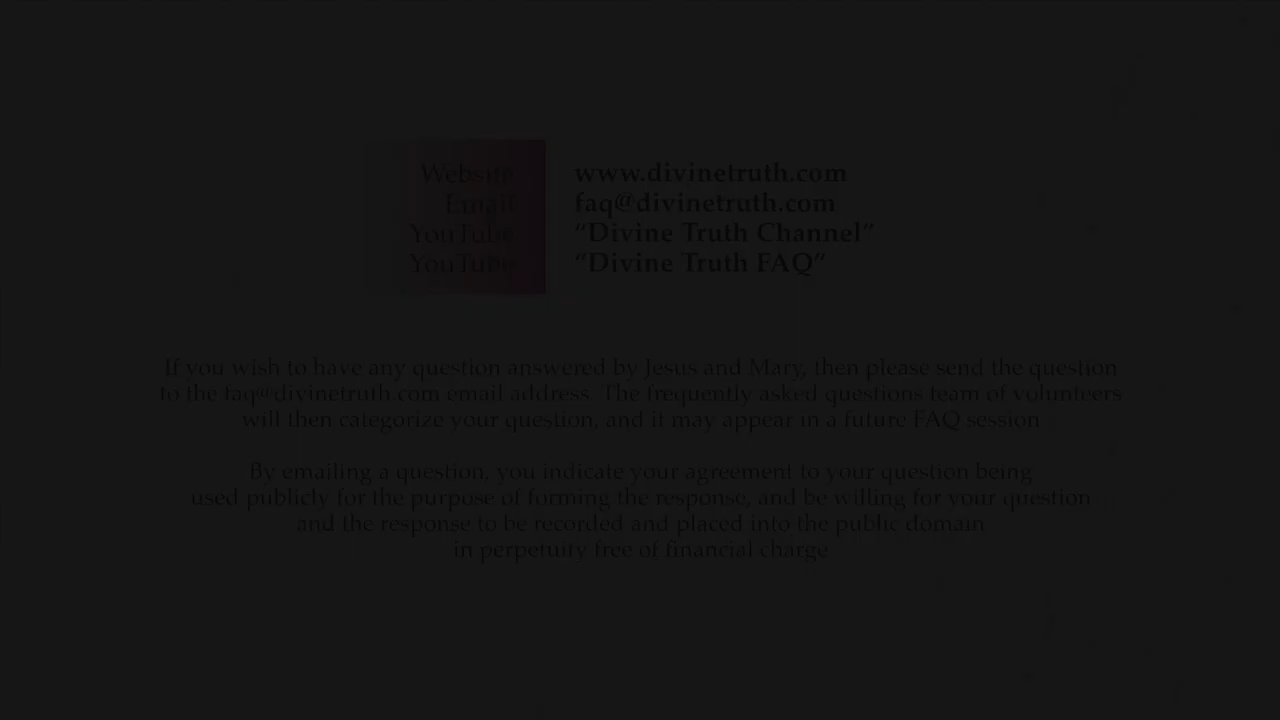 Website www.divinetruth.com
Email faq@divinetruth.com
YouTube "Divine Truth Channel"
YouTube "Divine Truth FAQ"
If you wish to have any question answered by Jesus and Mary, then please send the question
to the faq@divinetruth.com email address. The frequently asked questions team of volunteers
will then categorize your question, and it may appear in a future FAQ session
By emailing a question, you indicate your agreement to your question being
used publicly for the purpose of forming the response, and be willing for your question
and the response to be recorded and placed into the public domain
in perpetuity free of financial charge